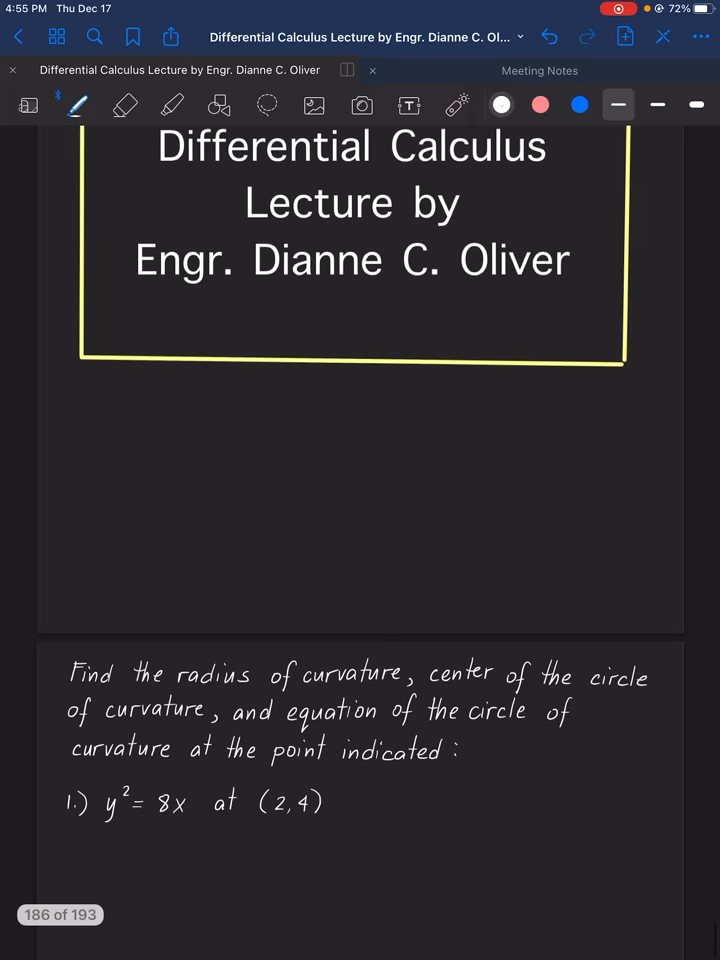 4:55 PM Thu Dec 17 72%
Differential Calculus Lecture by Engr. Dianne C. Ol...
Differential Calculus Lecture by Engr. Dianne C. Oliver
Meeting Notes
T
Differential Calculus
Lecture by
Engr. Dianne C. Oliver
Find the radius of curvature, center of the circle
of curvature, and equation of the circle of
curvature at the point indicated :
1.) y² = 8x at (2,4)
186 of 193